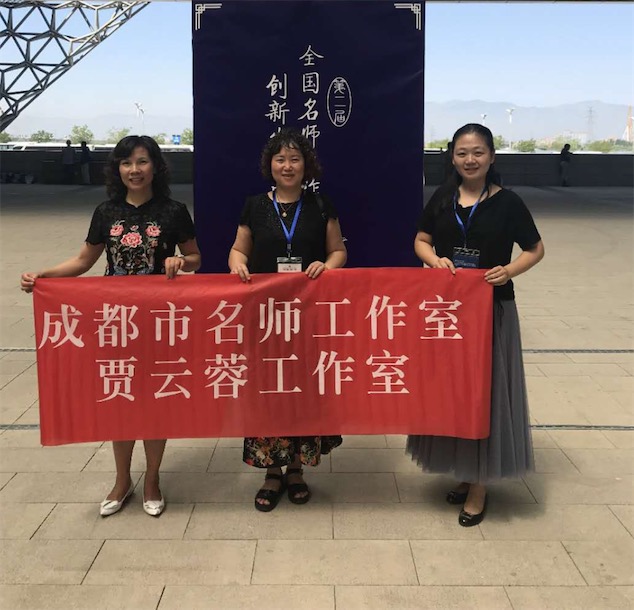 第二届
全国名师
创新
成都市名师工作室
贾云蓉工作室